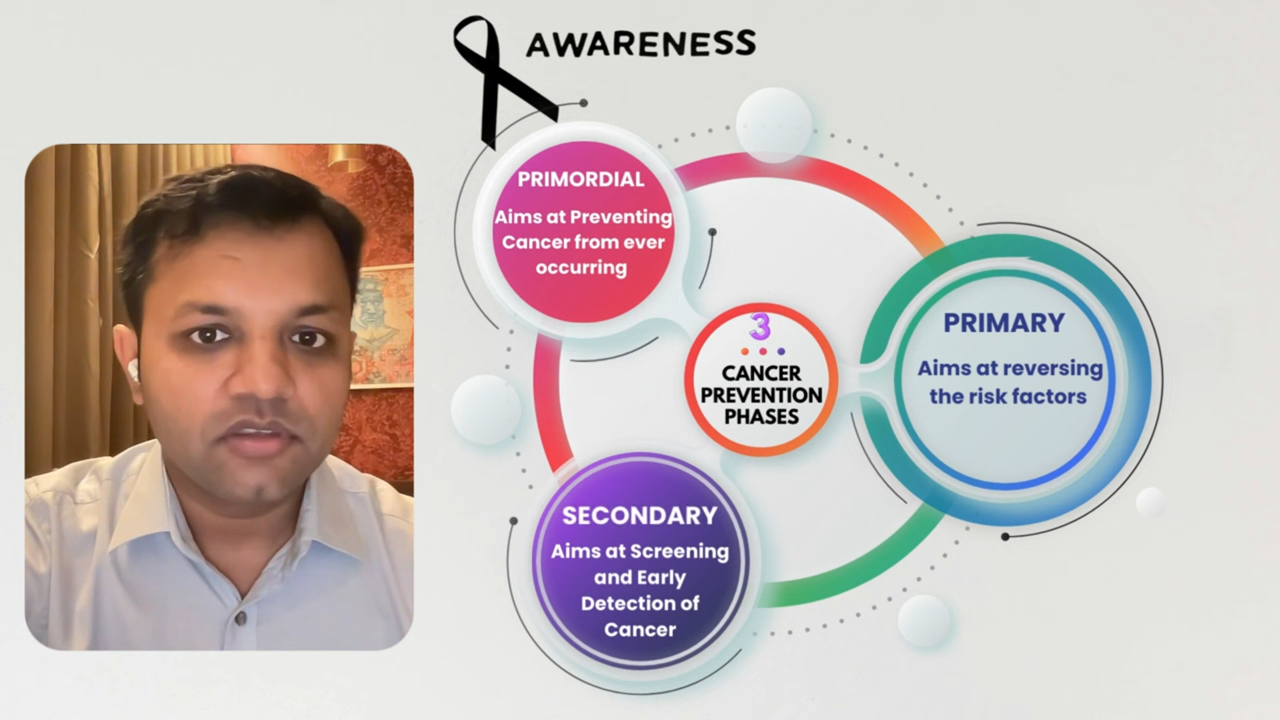 AWARENESS
PRIMORDIAL
Aims at Preventing
Cancer from ever
occurring
3
CANCER
PREVENTION
PHASES
PRIMARY
Aims at reversing
the risk factors
SECONDARY
Aims at Screening
and Early
Detection of
Cancer